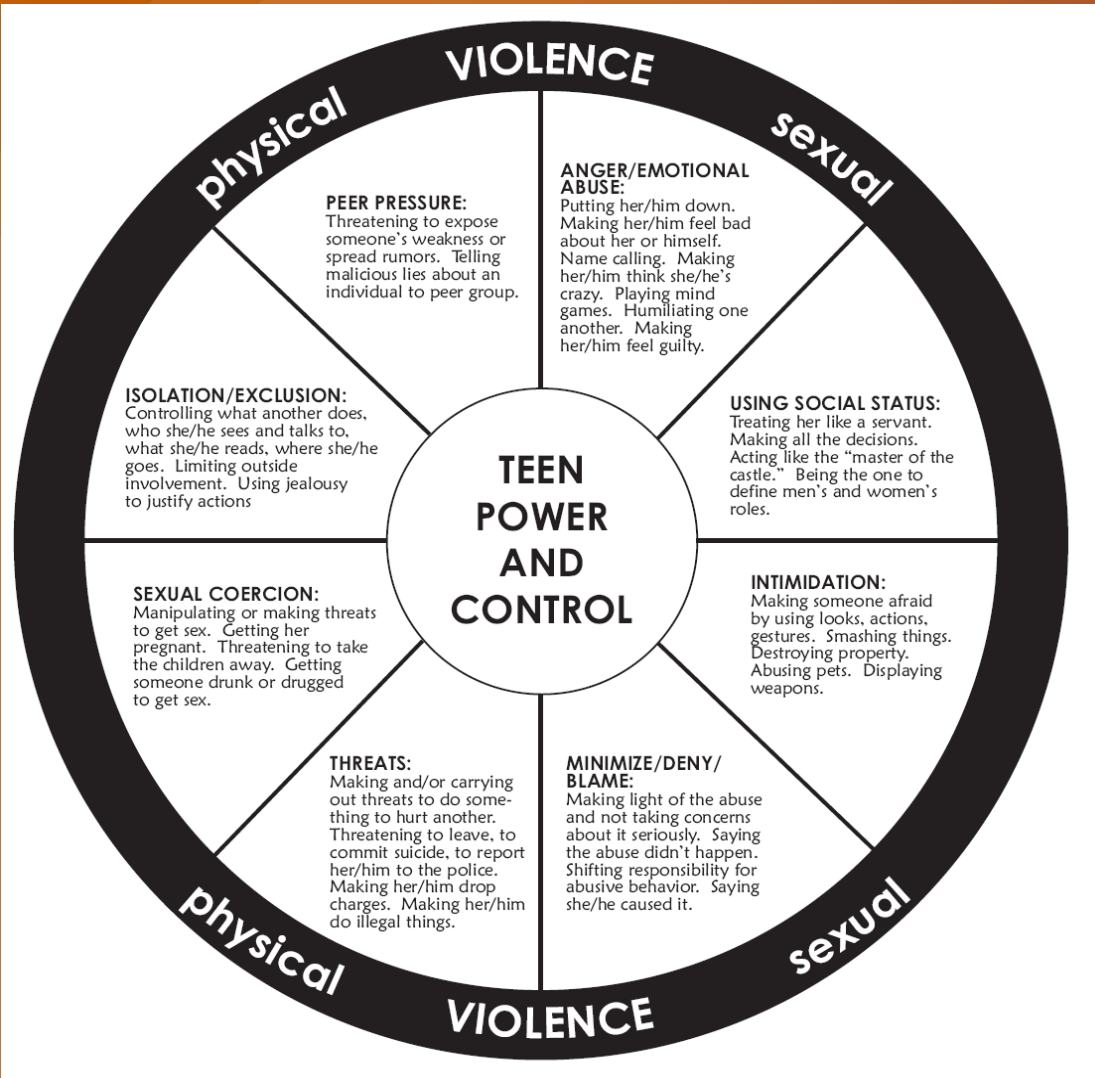 VIOLENCE
physical
sexual
PEER PRESSURE:
Threatening to expose
someone's weakness or
spread rumors. Telling
malicious lies about an
individual to peer group.
ANGER/EMOTIONAL
ABUSE:
Putting her/him down.
Making her/him feel bad
about her or himself.
Name calling. Making
her/him think she/he's
crazy. Playing mind
games. Humiliating one
another. Making
her/him feel guilty.
ISOLATION/EXCLUSION:
Controlling what another does,
who she/he sees and talks to,
what she/he reads, where she/he
goes. Limiting outside
involvement. Using jealousy
to justify actions
USING SOCIAL STATUS:
Treating her like a servant.
Making all the decisions.
Acting like the “master of the
castle.” Being the one to
define men's and women's
roles.
TEEN
POWER
AND
CONTROL
SEXUAL COERCION:
Manipulating or making threats
to get sex. Getting her
pregnant. Threatening to take
the children away. Getting
someone drunk or drugged
to get sex.
INTIMIDATION:
Making someone afraid
by using looks, actions,
gestures. Smashing things.
Destroying property.
Abusing pets. Displaying
weapons.
THREATS:
Making and/or carrying
out threats to do some-
thing to hurt another.
Threatening to leave, to
commit suicide, to report
her/him to the police.
Making her/him drop
charges. Making her/him
do illegal things.
MINIMIZE/DENY/
BLAME:
Making light of the abuse
and not taking concerns
about it seriously. Saying
the abuse didn't happen.
Shifting responsibility for
abusive behavior. Saying
she/he caused it.
physical
sexual
VIOLENCE